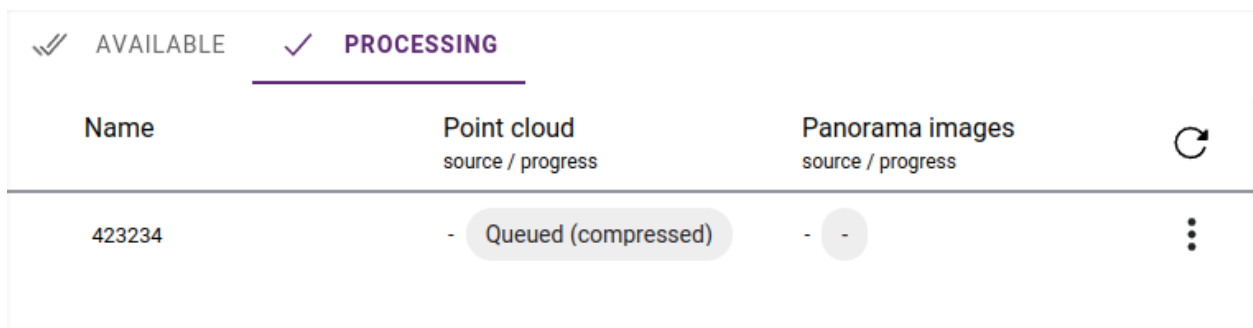 AVAILABLE PROCESSING
Name Point cloud Panorama images
source / progress source / progress
423234 - Queued (compressed) - -